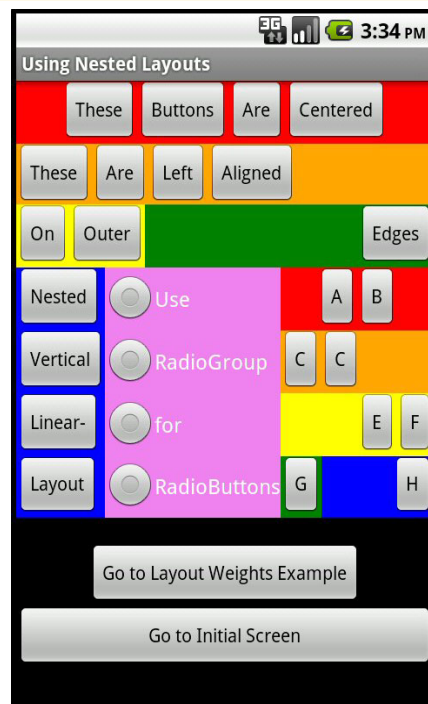 3G 3:34 PM
Using Nested Layouts
These Buttons Are Centered
These Are Left Aligned
On Outer Edges
Nested Use A B
Vertical RadioGroup C C
Linear- for E F
Layout RadioButtons G H
Go to Layout Weights Example
Go to Initial Screen